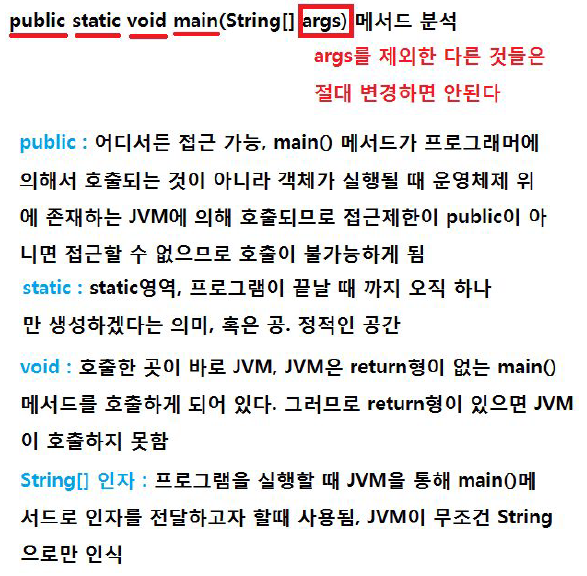 public static void main(String[] args) 메서드 분석
args를 제외한 다른 것들은
절대 변경하면 안된다
public : 어디서든 접근 가능, main() 메서드가 프로그래머에
의해서 호출되는 것이 아니라 객체가 실행될 때 운영체제 위
에 존재하는 JVM에 의해 호출되므로 접근제한이 public이 아
니면 접근할 수 없으므로 호출이 불가능하게 됨
static : static영역, 프로그램이 끝날 때 까지 오직 하나
만 생성하겠다는 의미, 혹은 공. 정적인 공간
void : 호출한 곳이 바로 JVM, JVM은 return형이 없는 main()
메서드를 호출하게 되어 있다. 그러므로 return형이 있으면 JVM
이 호출하지 못함
String[] 인자 : 프로그램을 실행할 때 JVM을 통해 main()메
서드로 인자를 전달하고자 할때 사용됨, JVM이 무조건 String
으로만 인식